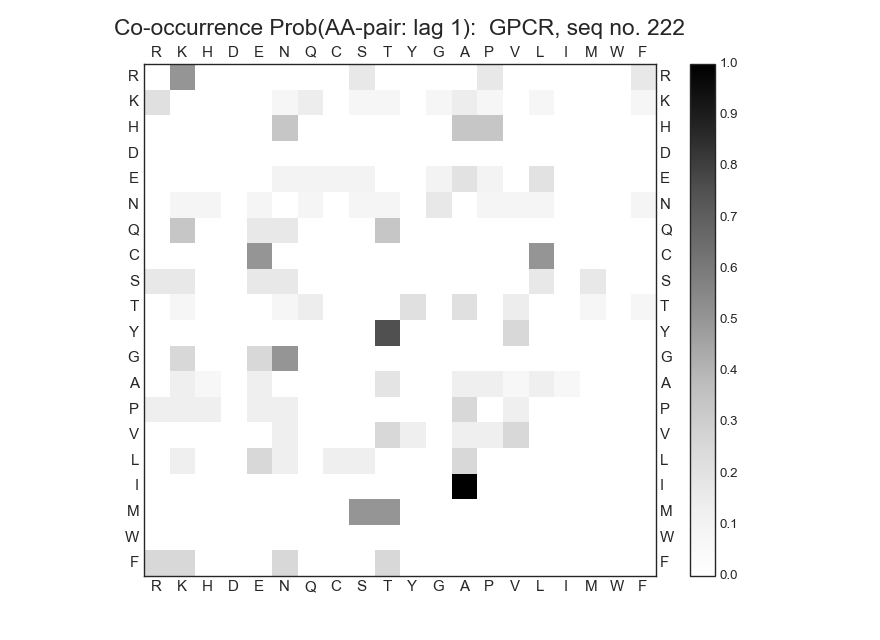 Co-occurrence Prob(AA-pair: lag 1):  GPCR, seq no. 222
R K H D E N Q C S T Y G A P V L I M W F
R R 1.0
K K
H H 0.9
D D
E E 0.8
N N
Q Q 0.7
C C 0.6
S S
T T 0.5
Y Y
G G 0.4
A A
P P 0.3
V V
L L 0.2
I I
M M 0.1
W W
F F 0.0
R K H D E N Q C S T Y G A P V L I M W F